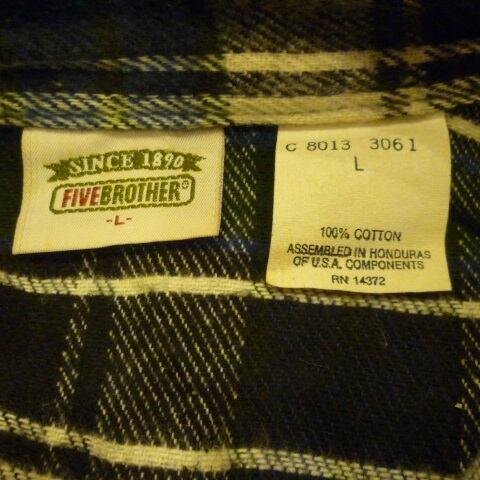 SINCE 1890
FIVEBROTHER®
-L-
C 8013 3061
L
100% COTTON
ASSEMBLED IN HONDURAS
OF U.S.A. COMPONENTS
RN 14372